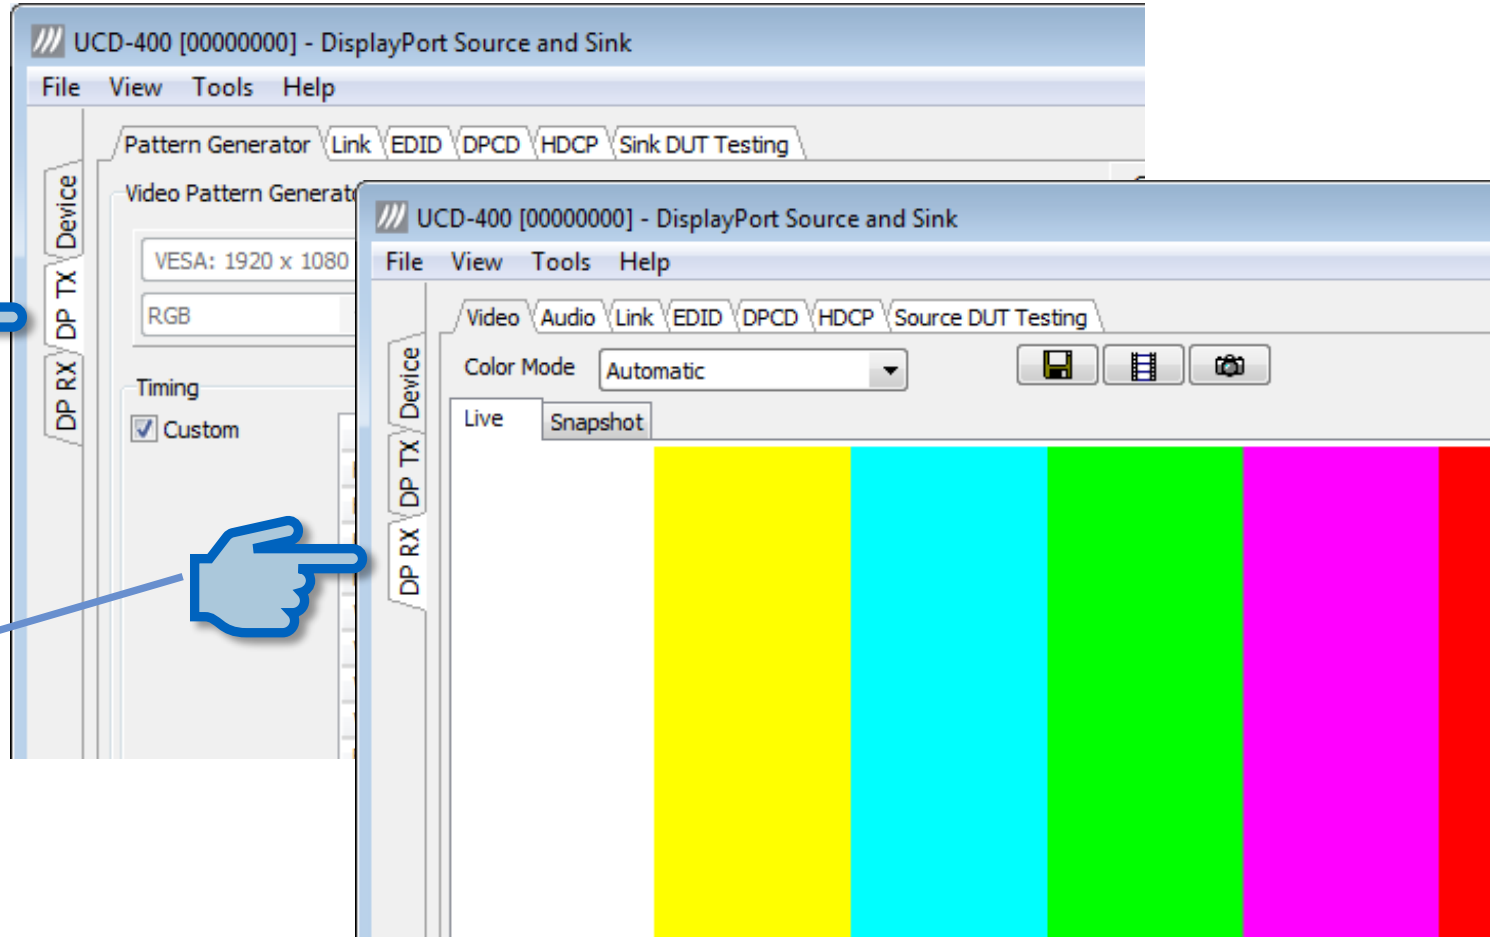 UCD-400 [00000000] - DisplayPort Source and Sink
File View Tools Help
Pattern Generator Link EDID DPCD HDCP Sink DUT Testing
Device
DP TX
DP RX
Video Pattern Generat
VESA: 1920 x 1080
RGB
Timing
Custom
UCD-400 [00000000] - DisplayPort Source and Sink
File View Tools Help
Video Audio Link EDID DPCD HDCP Source DUT Testing
Device
DP TX
DP RX
Color Mode Automatic
Live Snapshot